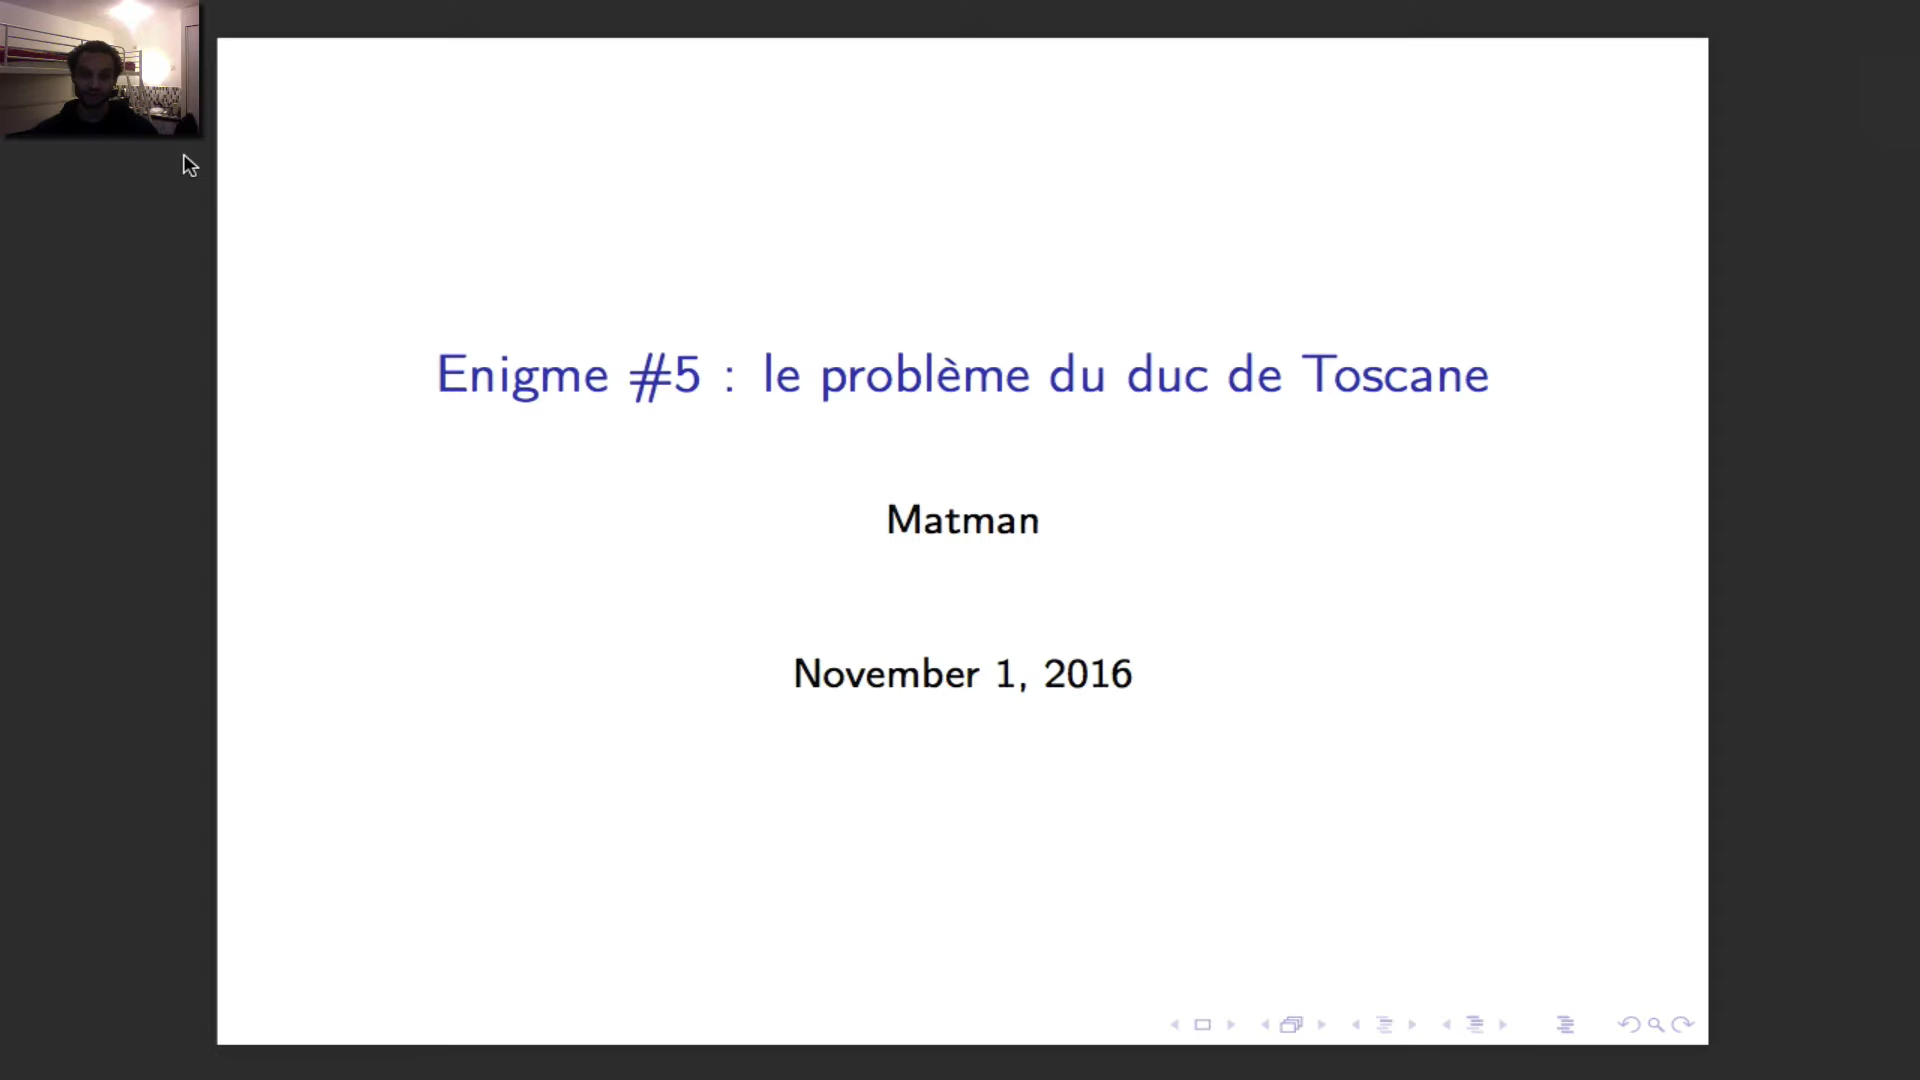 Enigme #5 : le problème du duc de Toscane
Matman
November 1, 2016